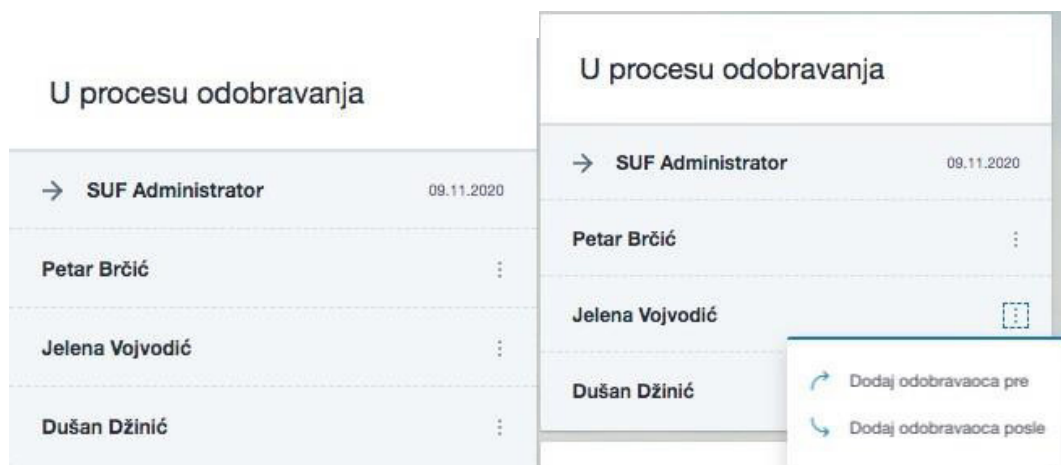 U procesu odobravanja
SUF Administrator 09.11.2020
Petar Brčić
Jelena Vojvodić
Dušan Džinić
U procesu odobravanja
SUF Administrator 09.11.2020
Petar Brčić
Jelena Vojvodić
Dušan Džinić
Dodaj odobravaoca pre
Dodaj odobravaoca posle